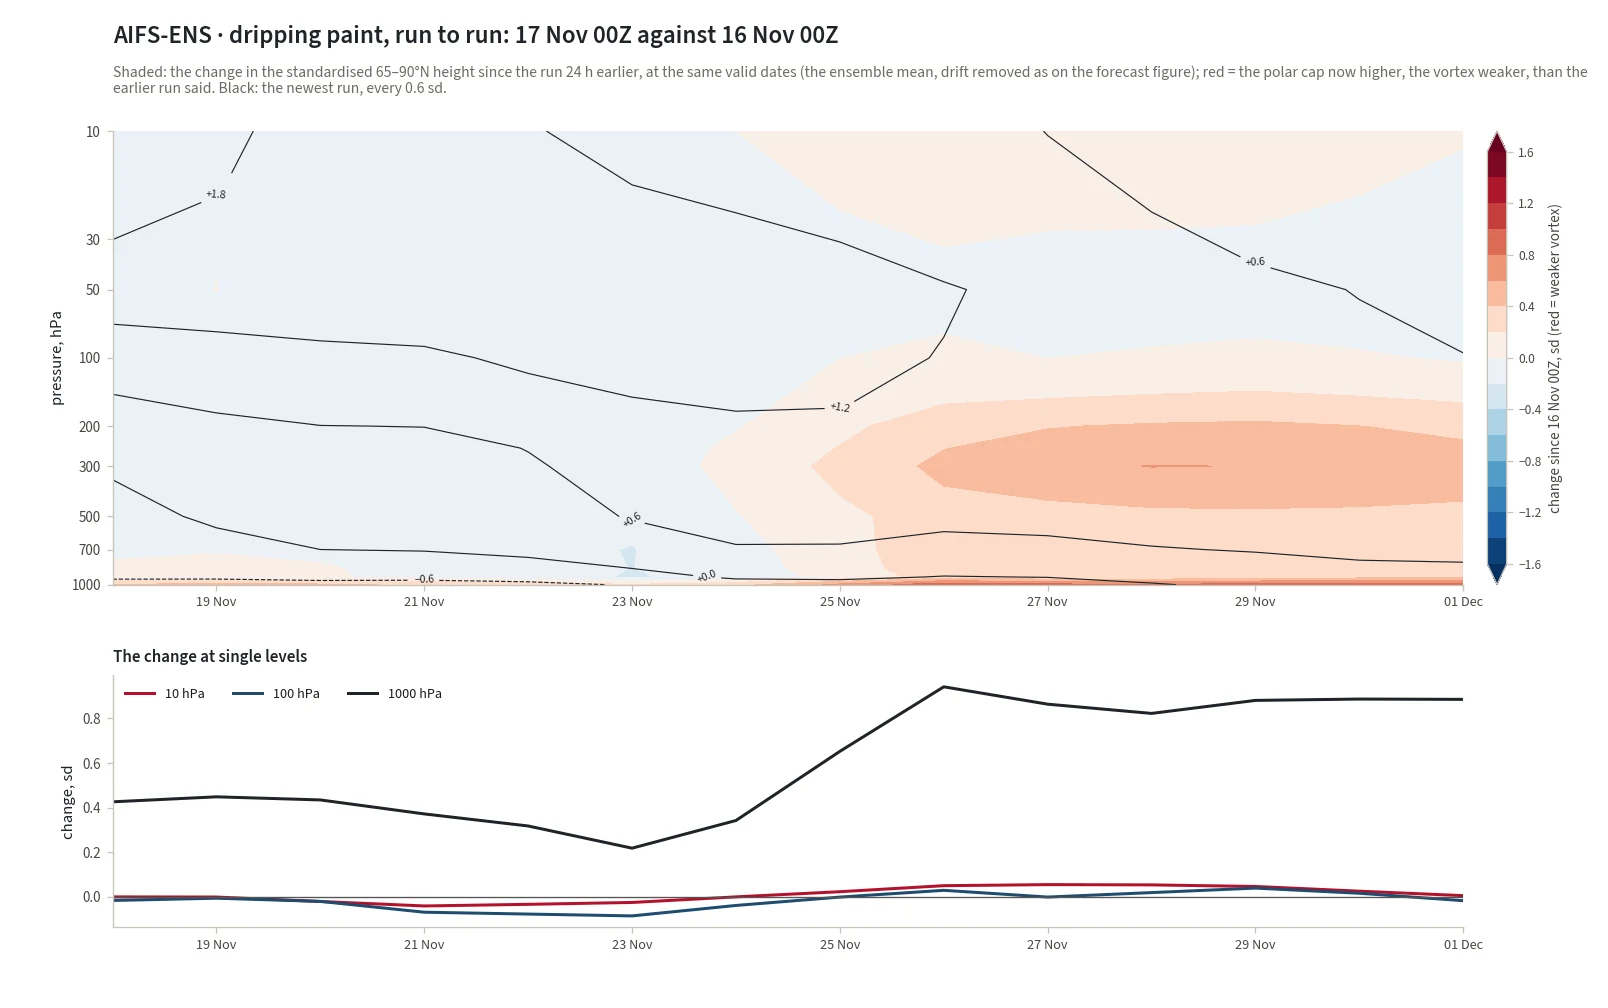 AIFS-ENS · dripping paint, run to run: 17 Nov 00Z against 16 Nov 00Z
Shaded: the change in the standardised 65–90°N height since the run 24 h earlier, at the same valid dates (the ensemble mean, drift removed as on the forecast figure); red = the polar cap now higher, the vortex weaker, than the
earlier run said. Black: the newest run, every 0.6 sd.
pressure, hPa
10
30
50
100
200
300
500
700
1000
+1.8
+0.6
+1.2
+0.6
+0.0
−0.6
19 Nov
21 Nov
23 Nov
25 Nov
27 Nov
29 Nov
01 Dec
1.6
1.2
0.8
0.4
0.0
−0.4
−0.8
−1.2
−1.6
change since 16 Nov 00Z, sd (red = weaker vortex)
The change at single levels
10 hPa
100 hPa
1000 hPa
change, sd
0.8
0.6
0.4
0.2
0.0
19 Nov
21 Nov
23 Nov
25 Nov
27 Nov
29 Nov
01 Dec